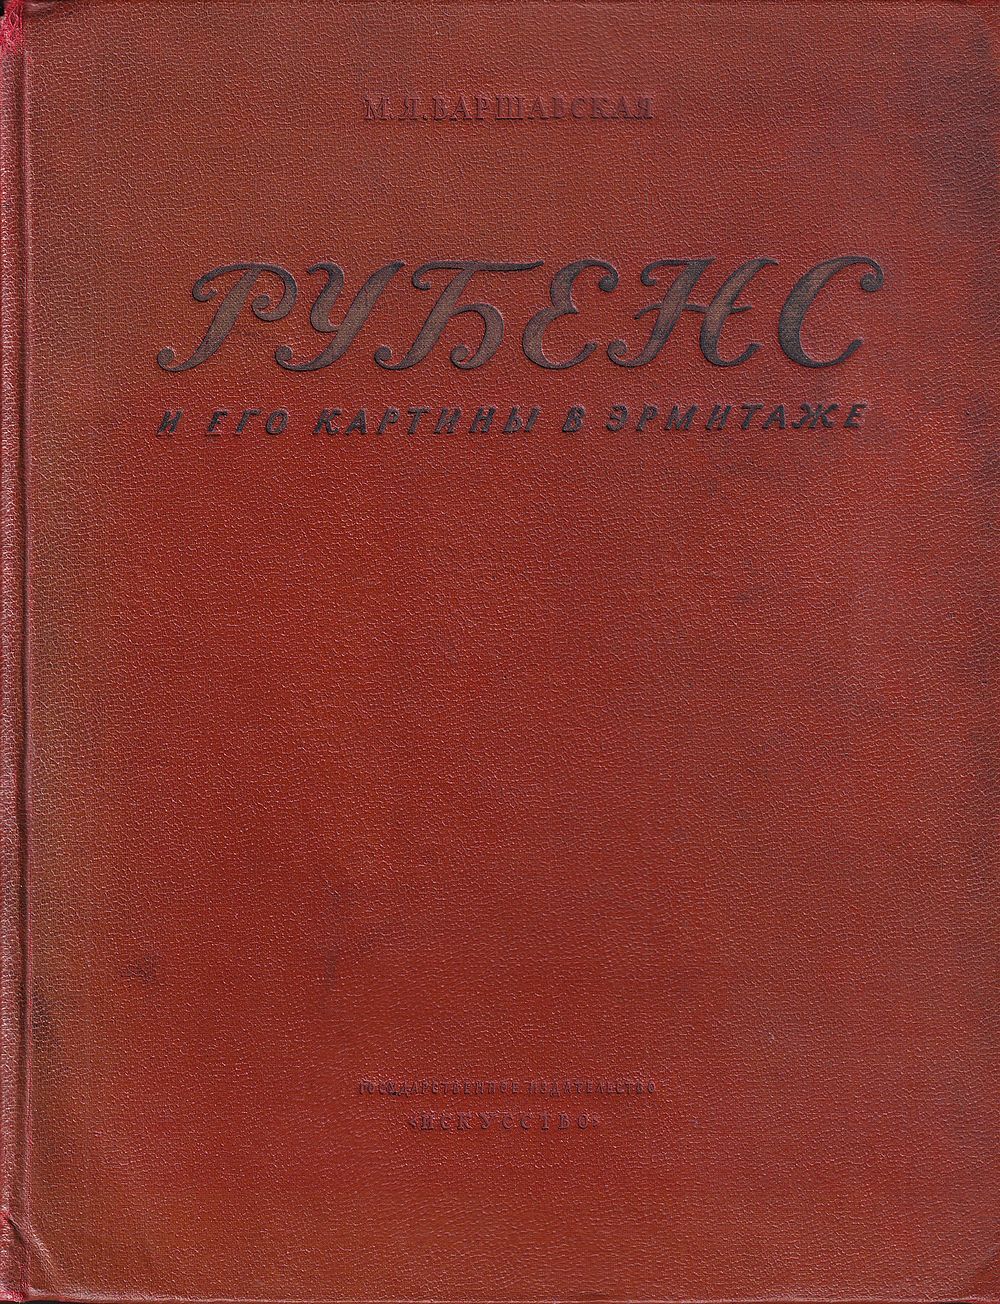 М.Я.ВАРШАВСКАЯ
РУБЕНС
И ЕГО КАРТИНЫ В ЭРМИТАЖЕ
ГОСУДАРСТВЕННОЕ ИЗДАТЕЛЬСТВО
«ИСКУССТВО»